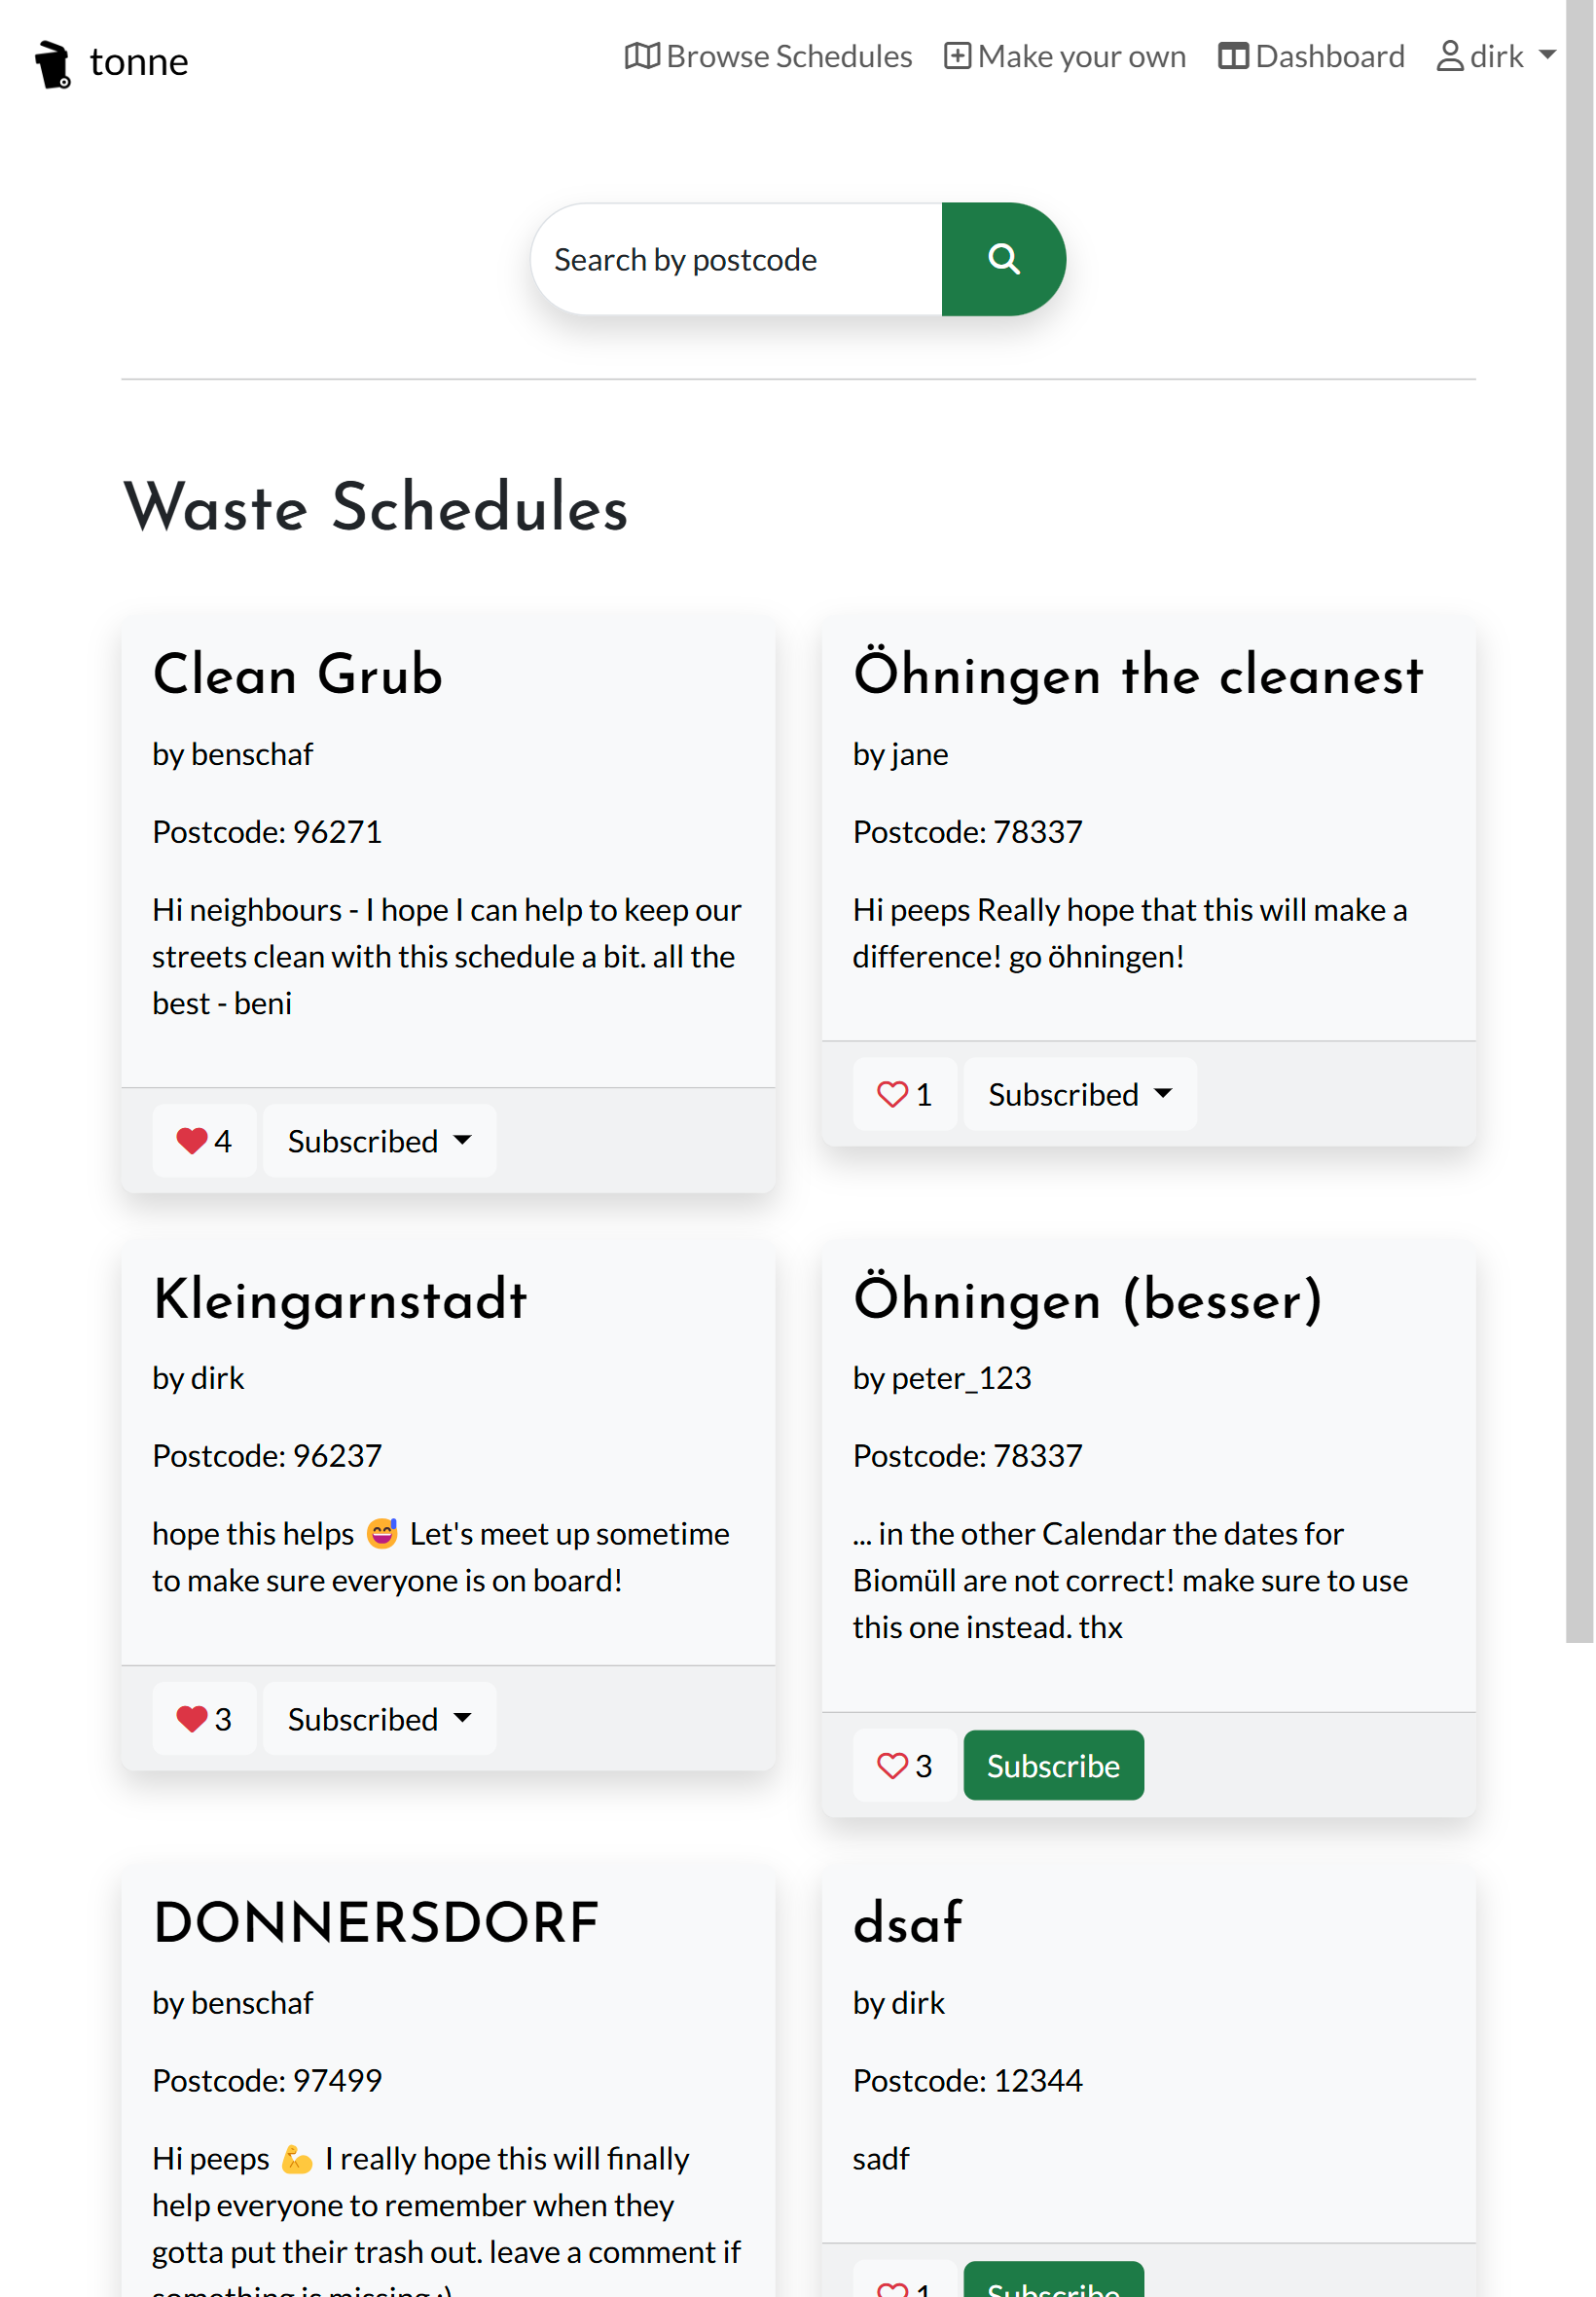 tonne
Browse Schedules
Make your own
Dashboard
dirk
Search by postcode
Waste Schedules
Clean Grub
by benschaf
Postcode: 96271
Hi neighbours - I hope I can help to keep our
streets clean with this schedule a bit. all the
best - beni
4
Subscribed
Öhningen the cleanest
by jane
Postcode: 78337
Hi peeps Really hope that this will make a
difference! go öhningen!
1
Subscribed
Kleingarnstadt
by dirk
Postcode: 96237
hope this helps 😅 Let's meet up sometime
to make sure everyone is on board!
3
Subscribed
Öhningen (besser)
by peter_123
Postcode: 78337
... in the other Calendar the dates for
Biomüll are not correct! make sure to use
this one instead. thx
3
Subscribe
DONNERSDORF
by benschaf
Postcode: 97499
Hi peeps 💪 I really hope this will finally
help everyone to remember when they
gotta put their trash out. leave a comment if
something is missing :)
dsaf
by dirk
Postcode: 12344
sadf
1
Subscribe